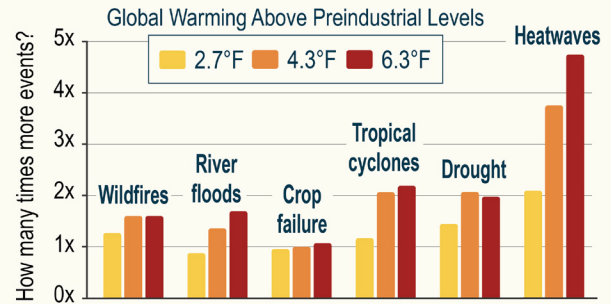 Global Warming Above Preindustrial Levels
2.7°F 4.3°F 6.3°F
How many times more events?
5x
4x
3x
2x
1x
0x
Wildfires
River
floods
Crop
failure
Tropical
cyclones
Drought
Heatwaves